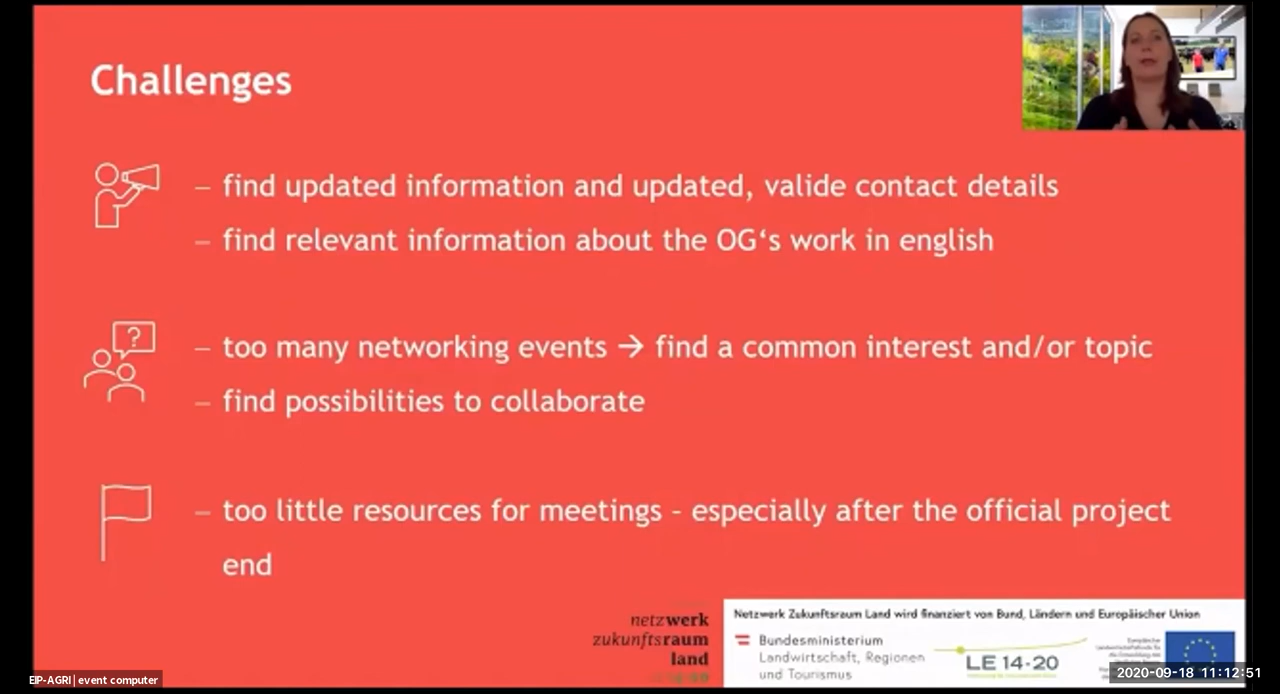 Challenges
– find updated information and updated, valide contact details
– find relevant information about the OG‘s work in english
?
– too many networking events → find a common interest and/or topic
– find possibilities to collaborate
– too little resources for meetings – especially after the official project
end
netzwerk
zukunftsraum
land
Netzwerk Zukunftsraum Land wird finanziert von Bund, Ländern und Europäischer Union
Bundesministerium
Landwirtschaft, Regionen
und Tourismus
LE 14-20
EIP-AGRI | event computer
2020-09-18 11:12:51